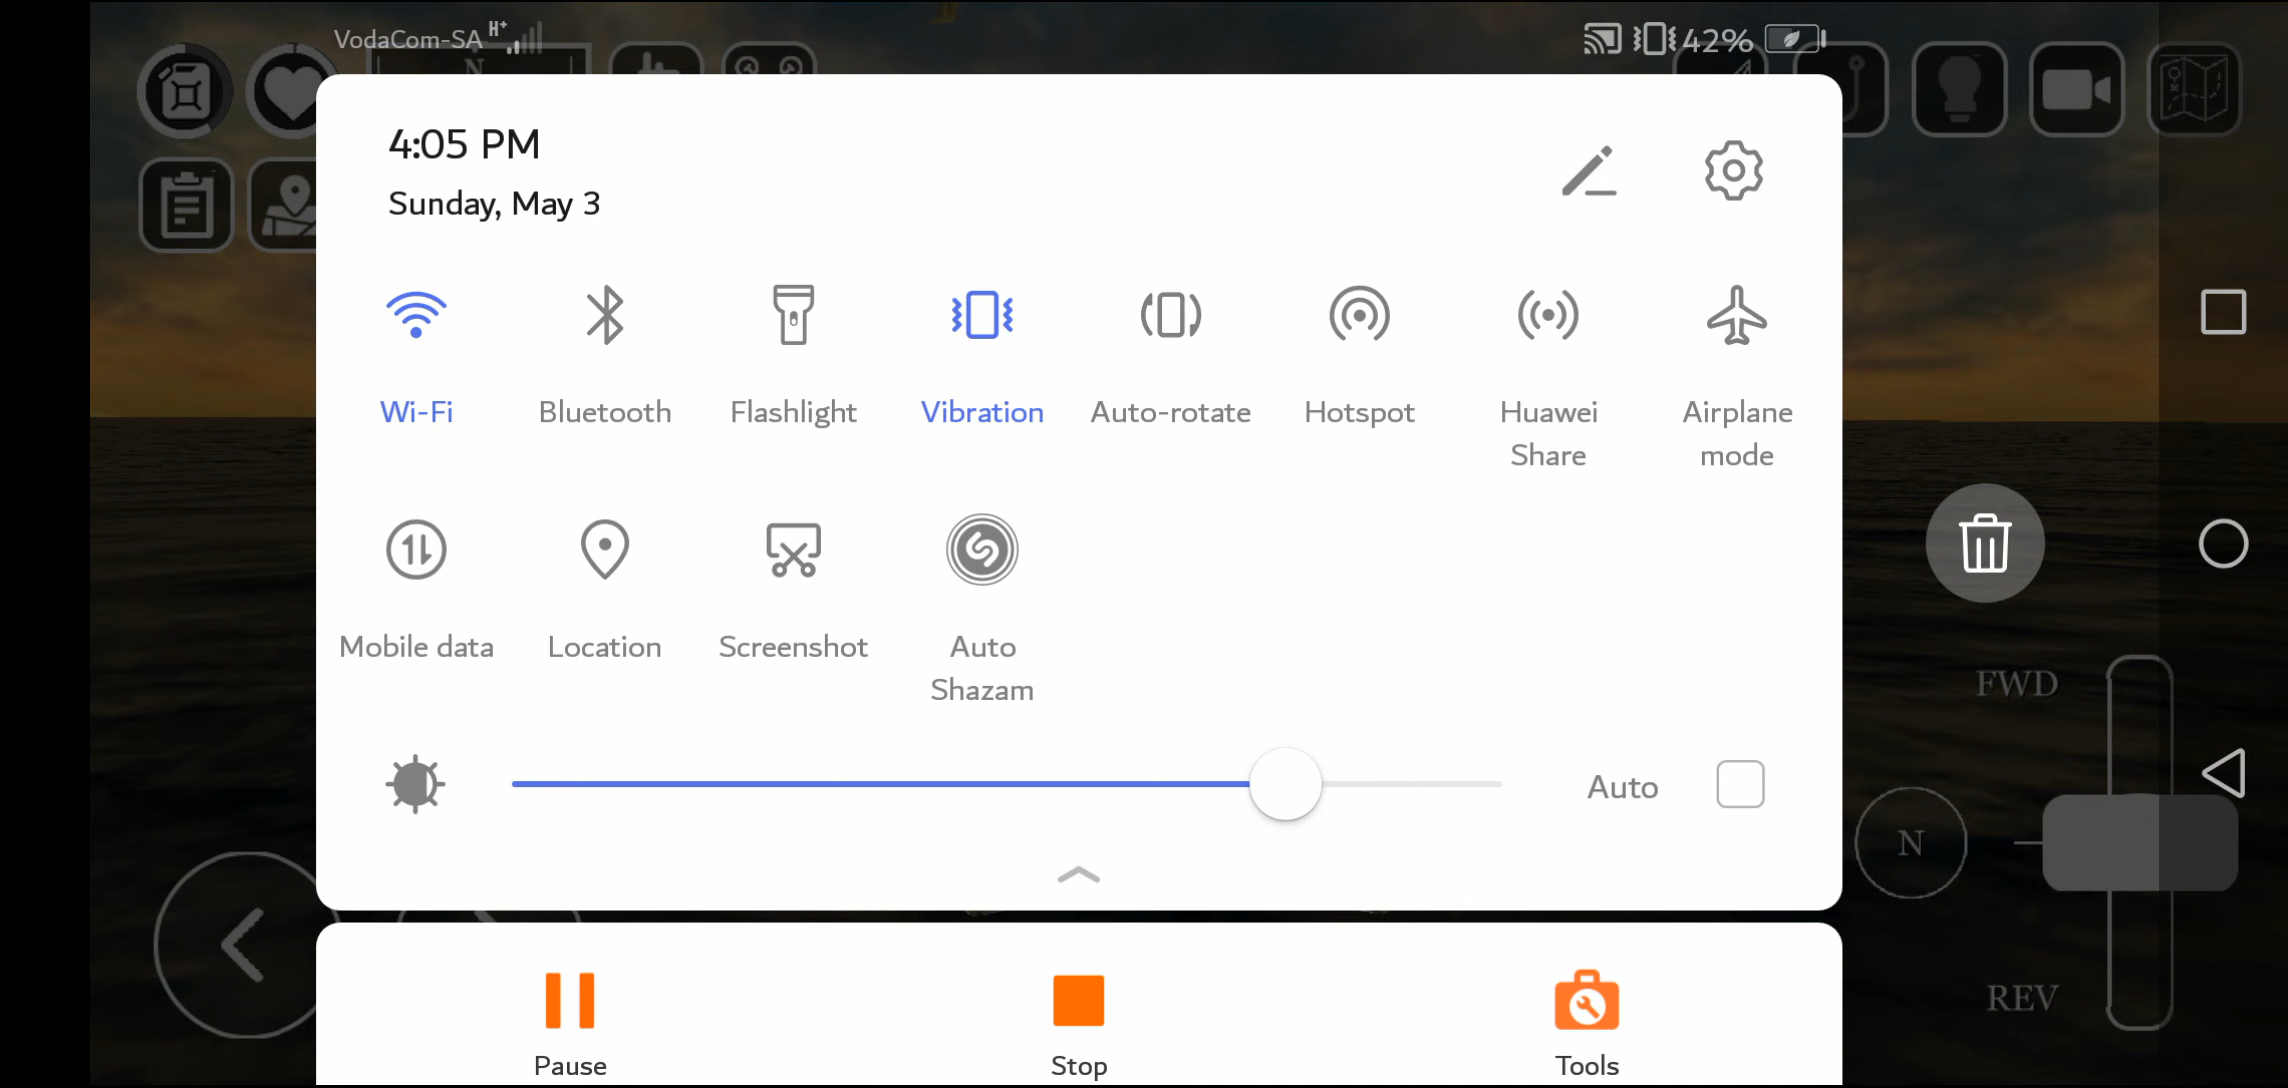 VodaCom-SA H+
42%
N
4:05 PM
Sunday, May 3
Wi-Fi
Bluetooth
Flashlight
Vibration
Auto-rotate
Hotspot
Huawei
Share
Airplane
mode
Mobile data
Location
Screenshot
Auto
Shazam
Auto
FWD
N
REV
Pause
Stop
Tools